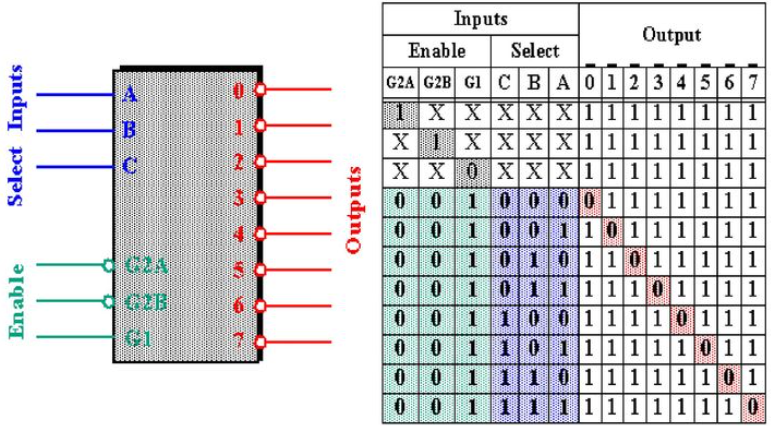 Select Inputs
Enable
A
B
C
G2A
G2B
G1
0
1
2
3
4
5
6
7
Outputs
Inputs Output
Enable Select
G2A G2B G1 C B A 0 1 2 3 4 5 6 7
1 X X X X X 1 1 1 1 1 1 1 1
X 1 X X X X 1 1 1 1 1 1 1 1
X X 0 X X X 1 1 1 1 1 1 1 1
0 0 1 0 0 0 0 1 1 1 1 1 1 1
0 0 1 0 0 1 1 0 1 1 1 1 1 1
0 0 1 0 1 0 1 1 0 1 1 1 1 1
0 0 1 0 1 1 1 1 1 0 1 1 1 1
0 0 1 1 0 0 1 1 1 1 0 1 1 1
0 0 1 1 0 1 1 1 1 1 1 0 1 1
0 0 1 1 1 0 1 1 1 1 1 1 0 1
0 0 1 1 1 1 1 1 1 1 1 1 1 0